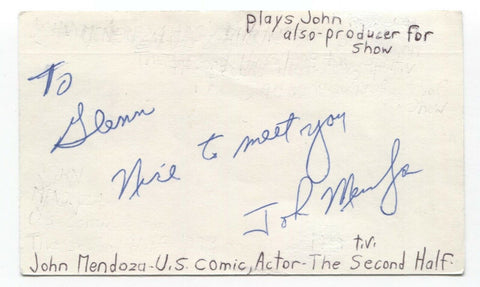 plays John
also-producer for
show
To
Glenn
Nice to meet you
John Mendoza
t.v.
John Mendoza-U.S. Comic, Actor-The Second Half.